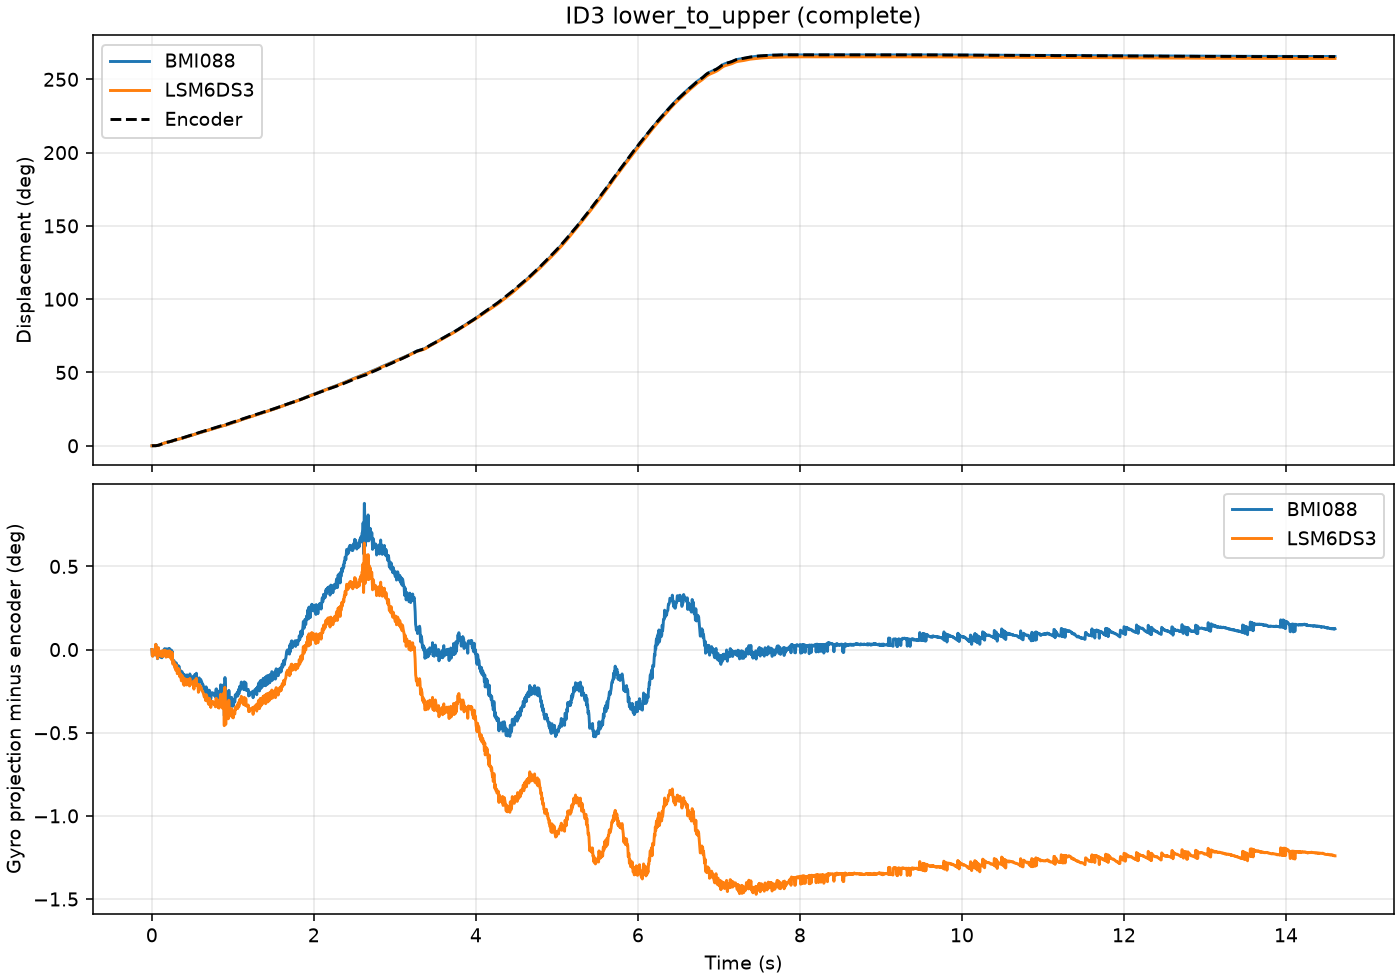 ID3 lower_to_upper (complete)
BMI088
LSM6DS3
Encoder
Displacement (deg)
250
200
150
100
50
0
BMI088
LSM6DS3
Gyro projection minus encoder (deg)
0.5
0.0
−0.5
−1.0
−1.5
0 2 4 6 8 10 12 14
Time (s)